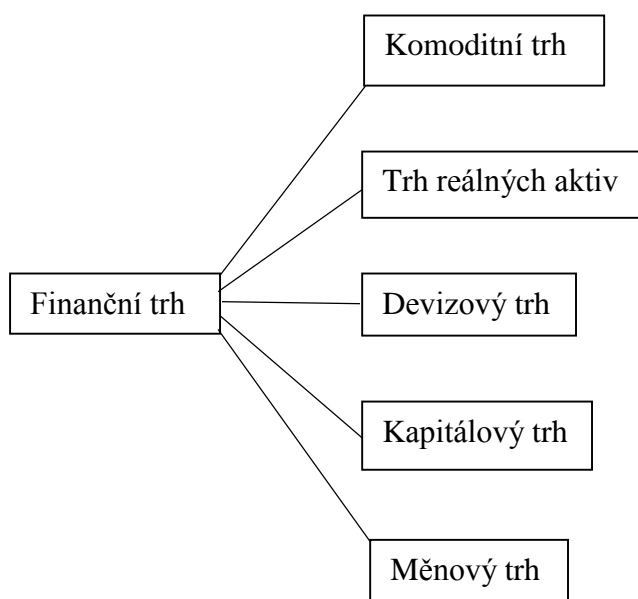 Komoditní trh
Trh reálných aktiv
Finanční trh
Devizový trh
Kapitálový trh
Měnový trh